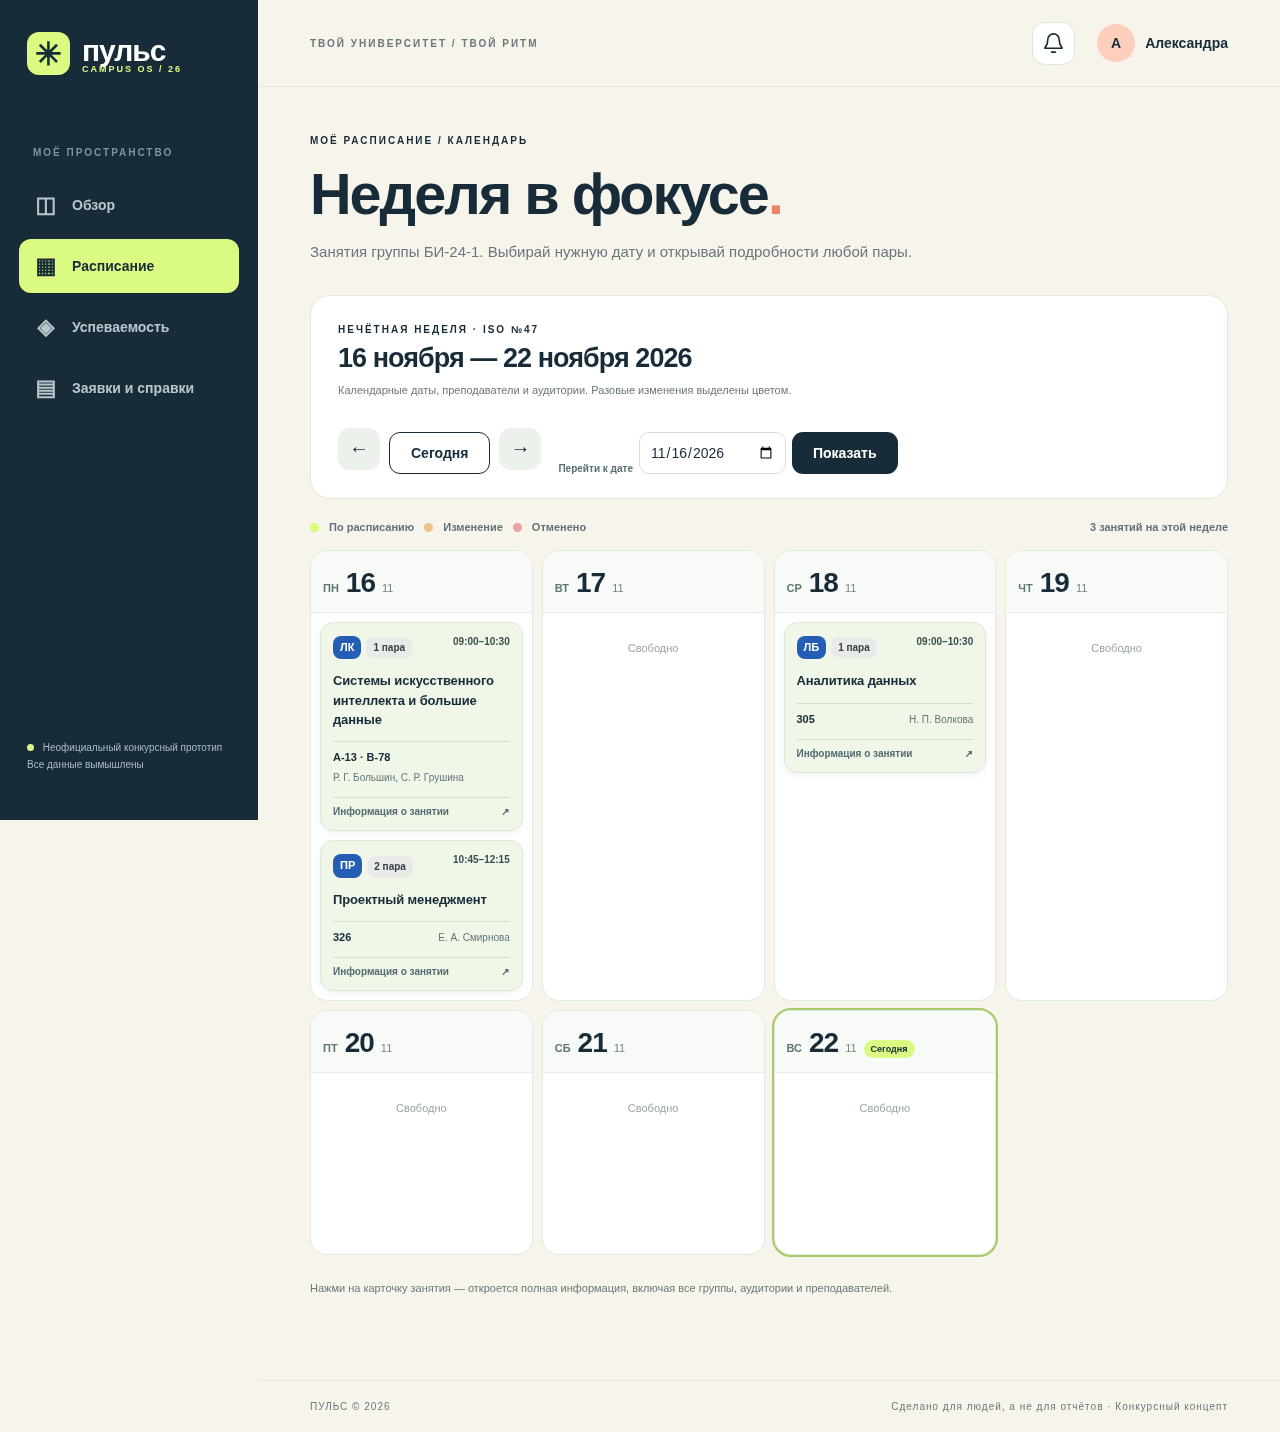 пульс
CAMPUS OS / 26
МОЁ ПРОСТРАНСТВО
Обзор
Расписание
Успеваемость
Заявки и справки
Неофициальный конкурсный прототип
Все данные вымышлены
ТВОЙ УНИВЕРСИТЕТ / ТВОЙ РИТМ
А Александра
МОЁ РАСПИСАНИЕ / КАЛЕНДАРЬ
Неделя в фокусе.
Занятия группы БИ-24-1. Выбирай нужную дату и открывай подробности любой пары.
НЕЧЁТНАЯ НЕДЕЛЯ · ISO №47
16 ноября — 22 ноября 2026
Календарные даты, преподаватели и аудитории. Разовые изменения выделены цветом.
← Сегодня → Перейти к дате 11/16/2026 Показать
По расписанию Изменение Отменено 3 занятий на этой неделе
ПН 16 11
ЛК 1 пара 09:00–10:30
Системы искусственного
интеллекта и большие
данные
А-13 · В-78
Р. Г. Большин, С. Р. Грушина
Информация о занятии ↗
ПР 2 пара 10:45–12:15
Проектный менеджмент
326 Е. А. Смирнова
Информация о занятии ↗
ВТ 17 11
Свободно
СР 18 11
ЛБ 1 пара 09:00–10:30
Аналитика данных
305 Н. П. Волкова
Информация о занятии ↗
ЧТ 19 11
Свободно
ПТ 20 11
Свободно
СБ 21 11
Свободно
ВС 22 11 Сегодня
Свободно
Нажми на карточку занятия — откроется полная информация, включая все группы, аудитории и преподавателей.
ПУЛЬС © 2026
Сделано для людей, а не для отчётов · Конкурсный концепт